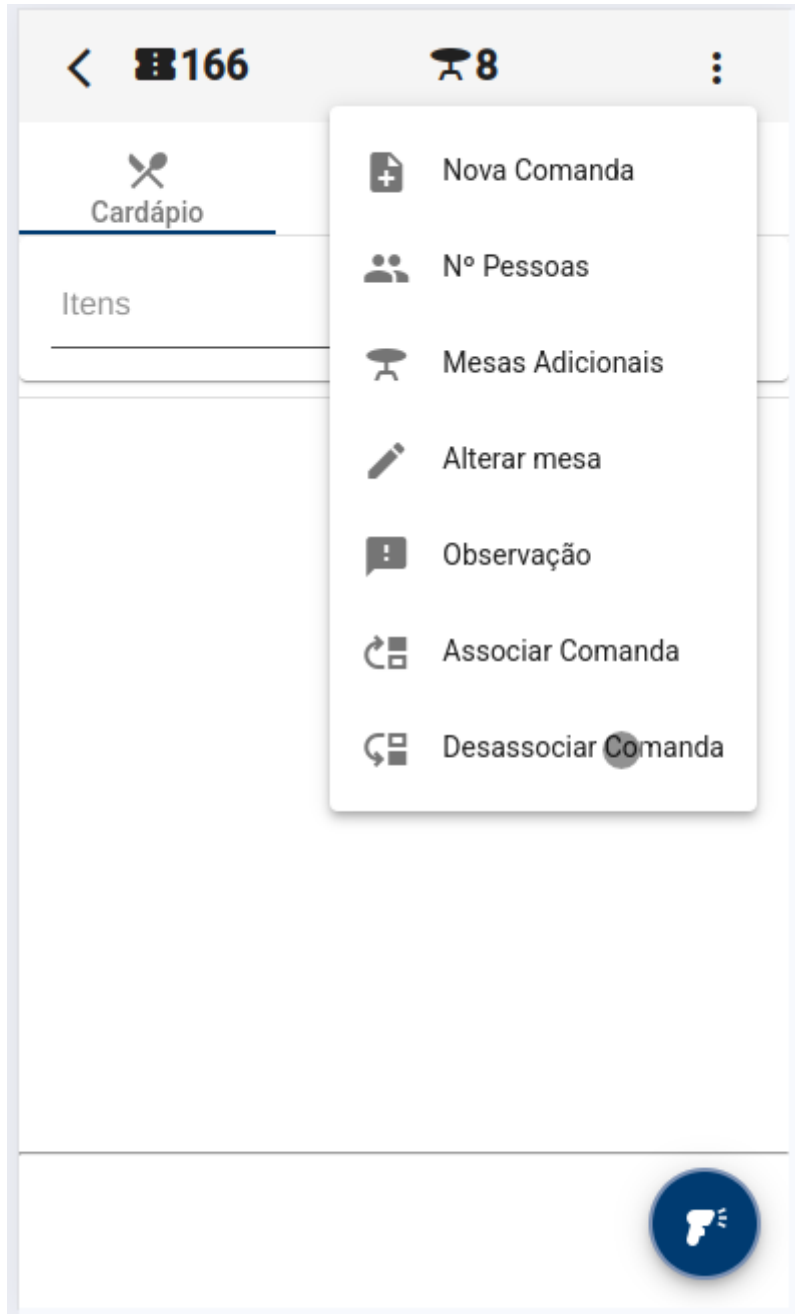 166
8
Cardápio
Itens
Nova Comanda
Nº Pessoas
Mesas Adicionais
Alterar mesa
Observação
Associar Comanda
Desassociar Comanda